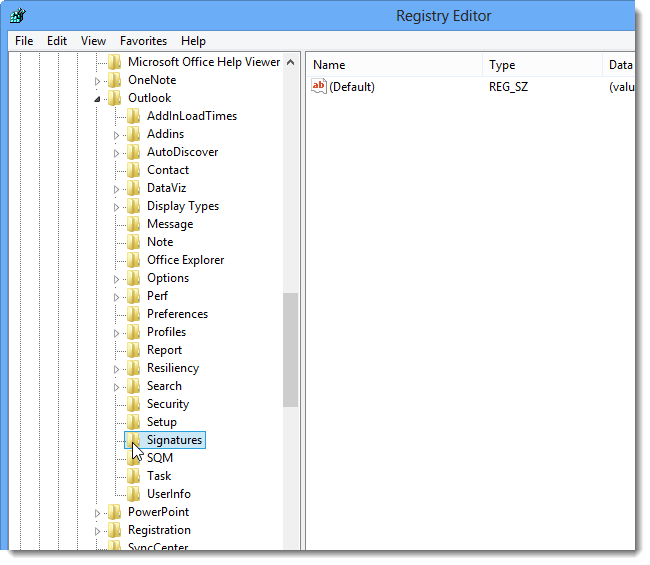 Registry Editor
File Edit View Favorites Help
Microsoft Office Help Viewer
OneNote
Outlook
AddInLoadTimes
Addins
AutoDiscover
Contact
DataViz
Display Types
Message
Note
Office Explorer
Options
Perf
Preferences
Profiles
Report
Resiliency
Search
Security
Setup
Signatures
SQM
Task
UserInfo
PowerPoint
Registration
SyncCenter
Name Type Data
ab (Default) REG_SZ (valu